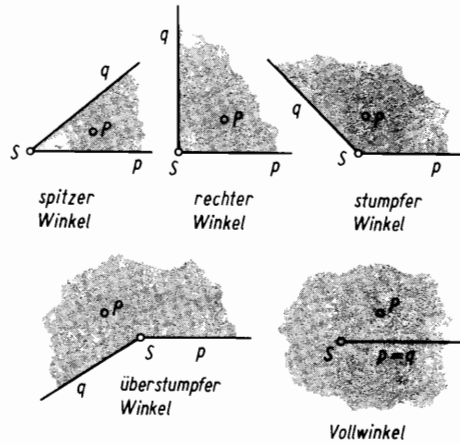 q
P
S
p
spitzer
Winkel
q
P
S
p
rechter
Winkel
q
P
S
p
stumpfer
Winkel
P
S
p
q
überstumpfer
Winkel
P
S
p=q
Vollwinkel